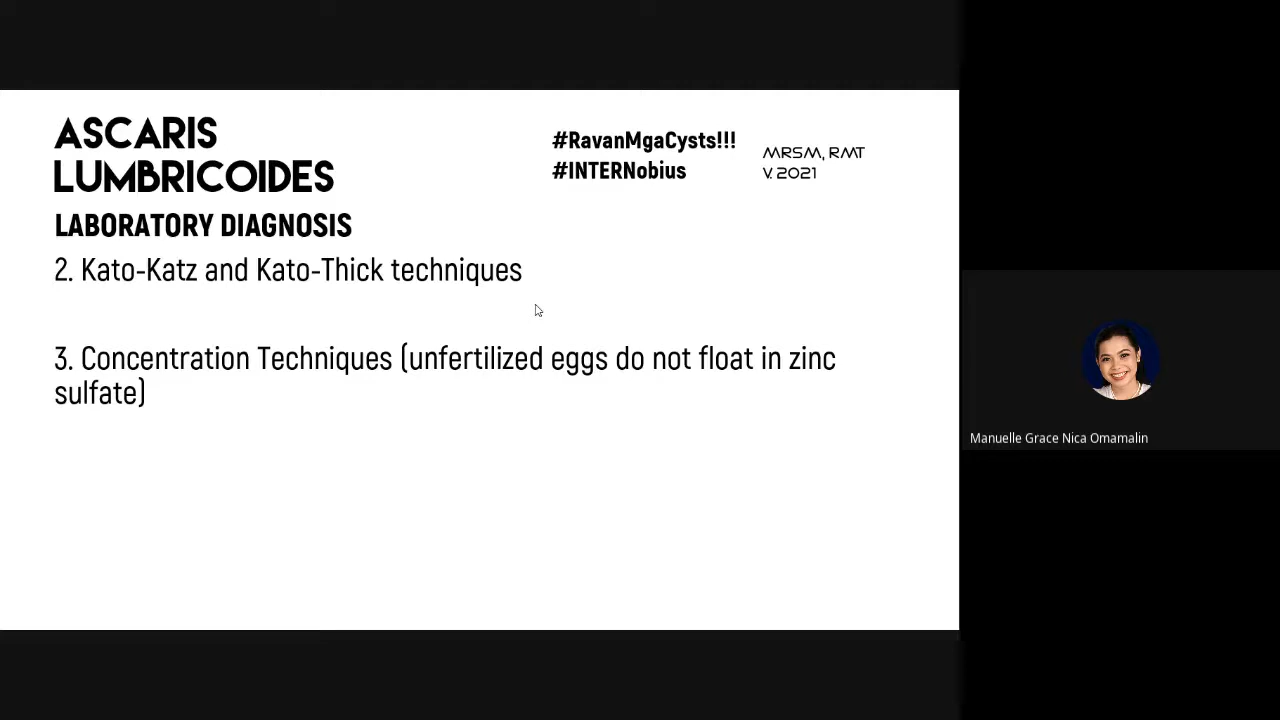 ASCARIS
LUMBRICOIDES
LABORATORY DIAGNOSIS
#RavanMgaCysts!!!
#INTERNobius
MRSM, RMT
V. 2021
2. Kato-Katz and Kato-Thick techniques
3. Concentration Techniques (unfertilized eggs do not float in zinc
sulfate)
Manuelle Grace Nica Omamalin